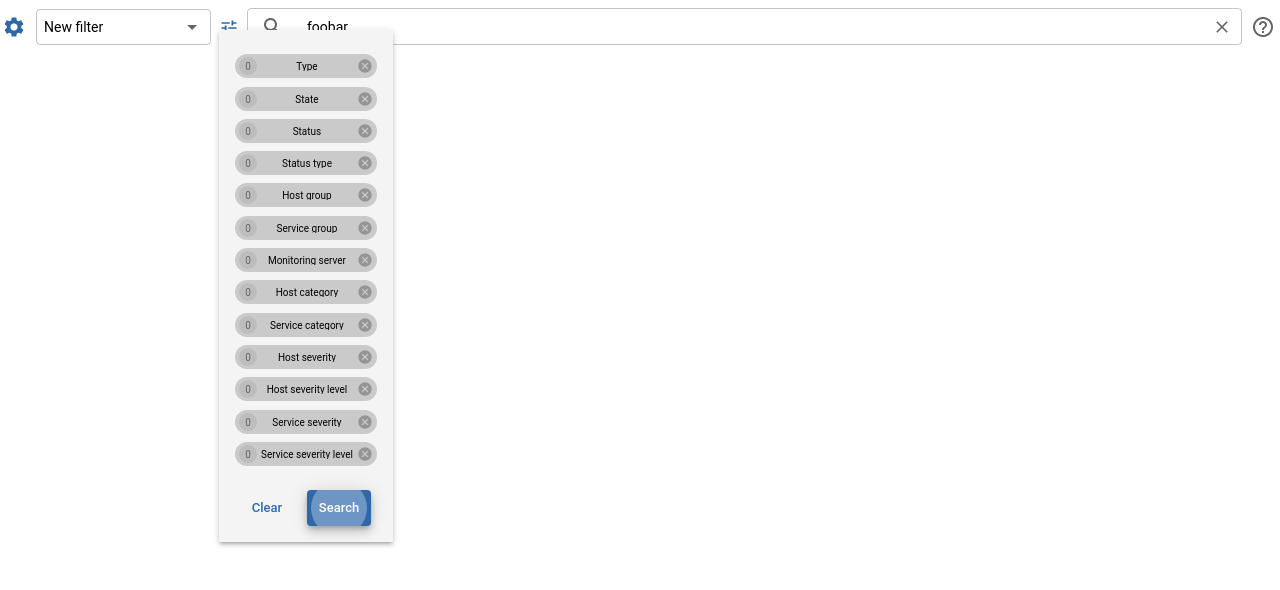 New filter
foobar
0 Type
0 State
0 Status
0 Status type
0 Host group
0 Service group
0 Monitoring server
0 Host category
0 Service category
0 Host severity
0 Host severity level
0 Service severity
0 Service severity level
Clear Search